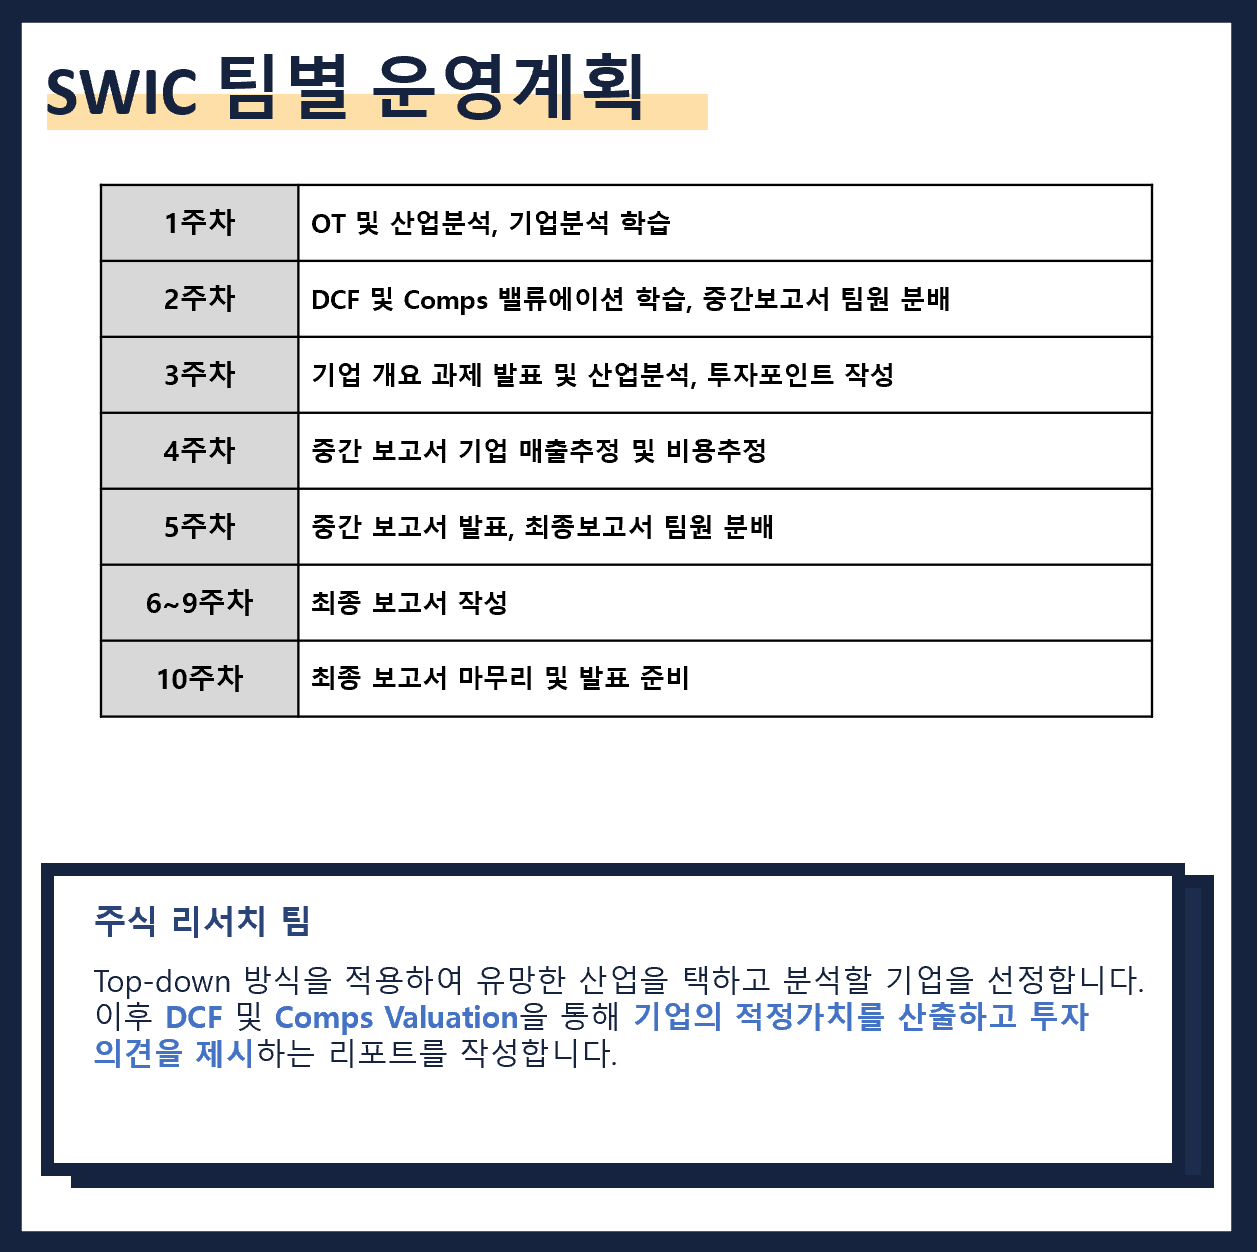 SWIC 팀별 운영계획
1주차 OT 및 산업분석, 기업분석 학습
2주차 DCF 및 Comps 밸류에이션 학습, 중간보고서 팀원 분배
3주차 기업 개요 과제 발표 및 산업분석, 투자포인트 작성
4주차 중간 보고서 기업 매출추정 및 비용추정
5주차 중간 보고서 발표, 최종보고서 팀원 분배
6~9주차 최종 보고서 작성
10주차 최종 보고서 마무리 및 발표 준비
주식 리서치 팀
Top-down 방식을 적용하여 유망한 산업을 택하고 분석할 기업을 선정합니다.
이후 DCF 및 Comps Valuation을 통해 기업의 적정가치를 산출하고 투자
의견을 제시하는 리포트를 작성합니다.